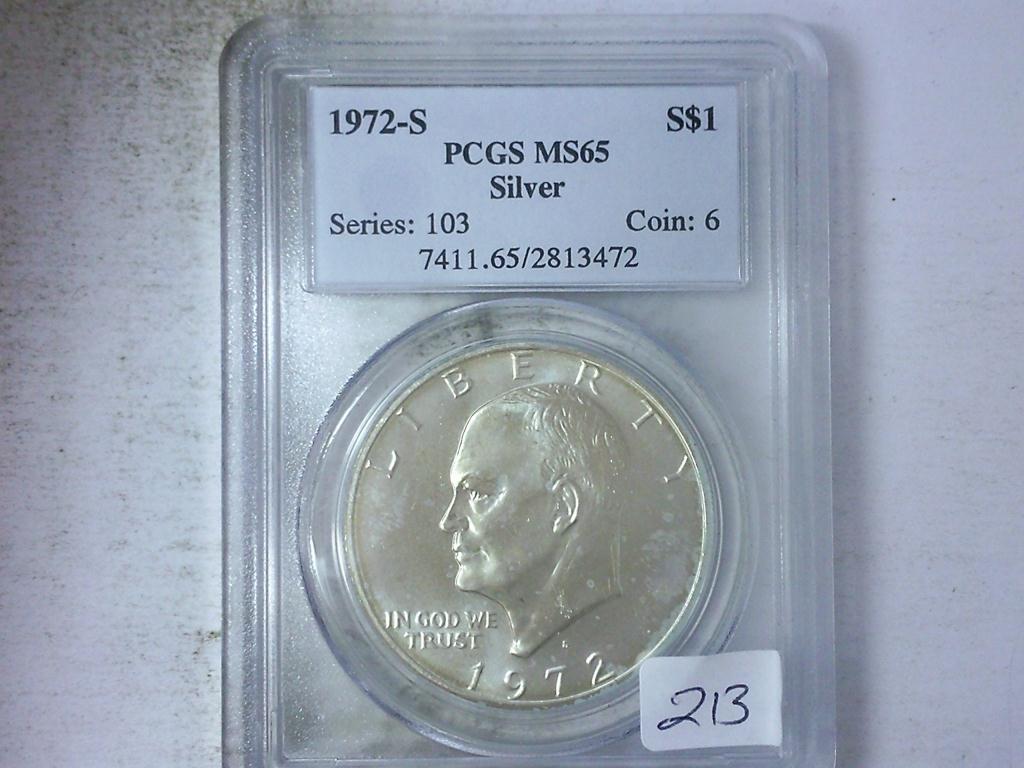 1972-S S$1
PCGS MS65
Silver
Series: 103 Coin: 6
7411.65/2813472
LIBERTY
IN GOD WE
TRUST
S
1972
213